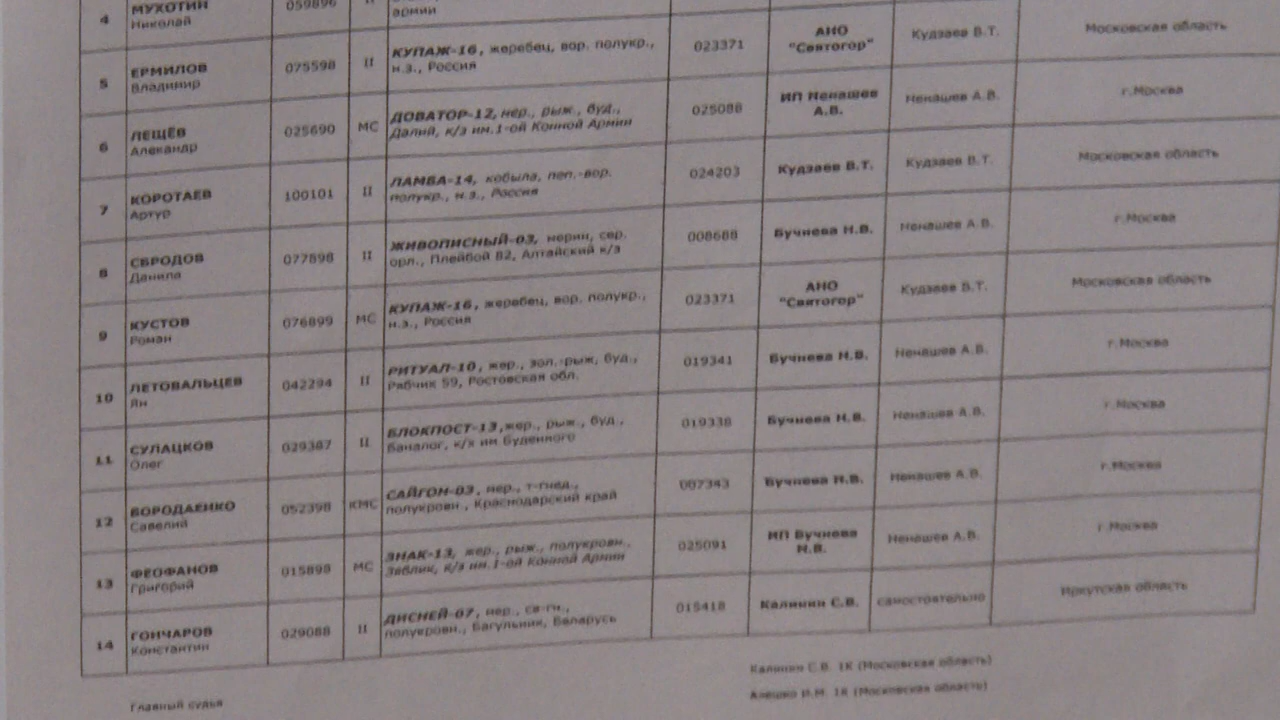 4
МУХОТИН
Николай
059896
II
армии
5
ЕРМИЛОВ
Владимир
075598
II
КУПАЖ-16, жеребец, вор. полукр.,
н.з., Россия
023371
АНО
"Святогор"
Кудзаев В.Т.
Московская область
6
ЛЕЩЁВ
Алекандр
025690
МС
ДОВАТОР-12, мер., рыж., буд.,
Далий, к/з им.1-ой Конной Армии
025088
ИП Ненашев
А.В.
Ненашев А.В.
г.Москва
7
КОРОТАЕВ
Артур
100101
II
ЛАМБА-14, кобыла, пеп.-вор.
полукр., н.з., Россия
024203
Кудзаев В.Т.
Кудзаев В.Т.
Московская область
8
СБРОДОВ
Данила
077898
II
ЖИВОПИСНЫЙ-03, мерин, сер.
орл., Плейбой 82, Алтайский к/з
008688
Бучнева Н.В.
Ненашев А.В.
г.Москва
9
КУСТОВ
Роман
076899
МС
КУПАЖ-16, жеребец, вор. полукр.,
н.з., Россия
023371
АНО
"Святогор"
Кудзаев В.Т.
Московская область
10
ЛЕТОВАЛЬЦЕВ
Ян
042294
II
РИТУАЛ-10, жер., зол.-рыж, буд.,
Рябчик 59, Ростовская обл.
019341
Бучнева Н.В.
Ненашев А.В.
г.Москва
11
СУЛАЦКОВ
Олег
029387
II
БЛОКПОСТ-13,жер., рыж., буд.,
Баналог, к/з им Буденного
019338
Бучнева Н.В.
Ненашев А.В.
г.Москва
12
БОРОДАЕНКО
Савелий
052398
КМС
САЙГОН-03, мер., т-гнед.,
полукровн., Краснодарский край
007343
Бучнева Н.В.
Ненашев А.В.
г.Москва
13
ФЕОФАНОВ
Григорий
015898
МС
ЗНАК-13, жер., рыж., полукровн.,
Зяблик, к/з им.1-ой Конной Армии
025091
ИП Бучнева
Н.В.
Ненашев А.В.
г.Москва
14
ГОНЧАРОВ
Константин
029088
II
ДИСНЕЙ-07, мер., св-гн.,
полукровн., Багульник, Беларусь
015418
Калинин С.В.
самостоятельно
Иркутская область
Главный судья
Калинин С.В. 1К (Московская область)
Алешко И.М. 1К (Московская область)